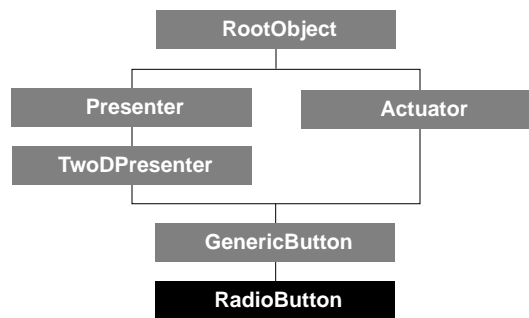 RootObject
Presenter
Actuator
TwoDPresenter
GenericButton
RadioButton